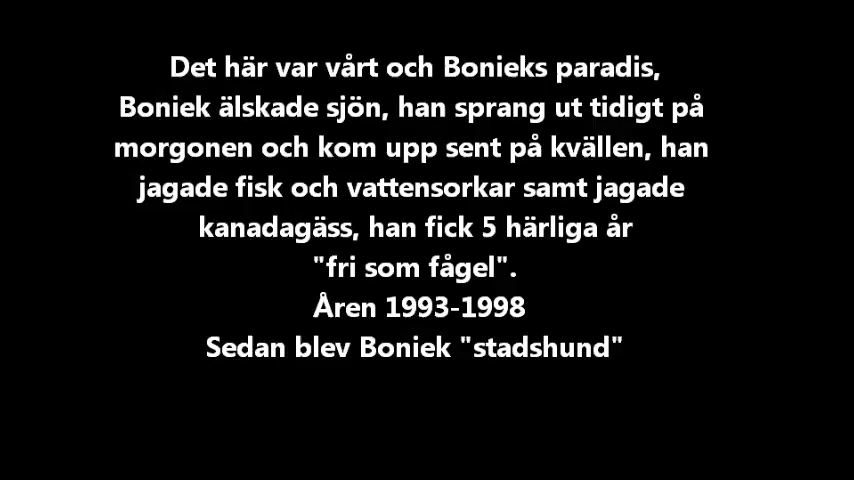 Det här var vårt och Bonieks paradis,
Boniek älskade sjön, han sprang ut tidigt på
morgonen och kom upp sent på kvällen, han
jagade fisk och vattensorkar samt jagade
kanadagäss, han fick 5 härliga år
"fri som fågel".
Åren 1993-1998
Sedan blev Boniek "stadshund"